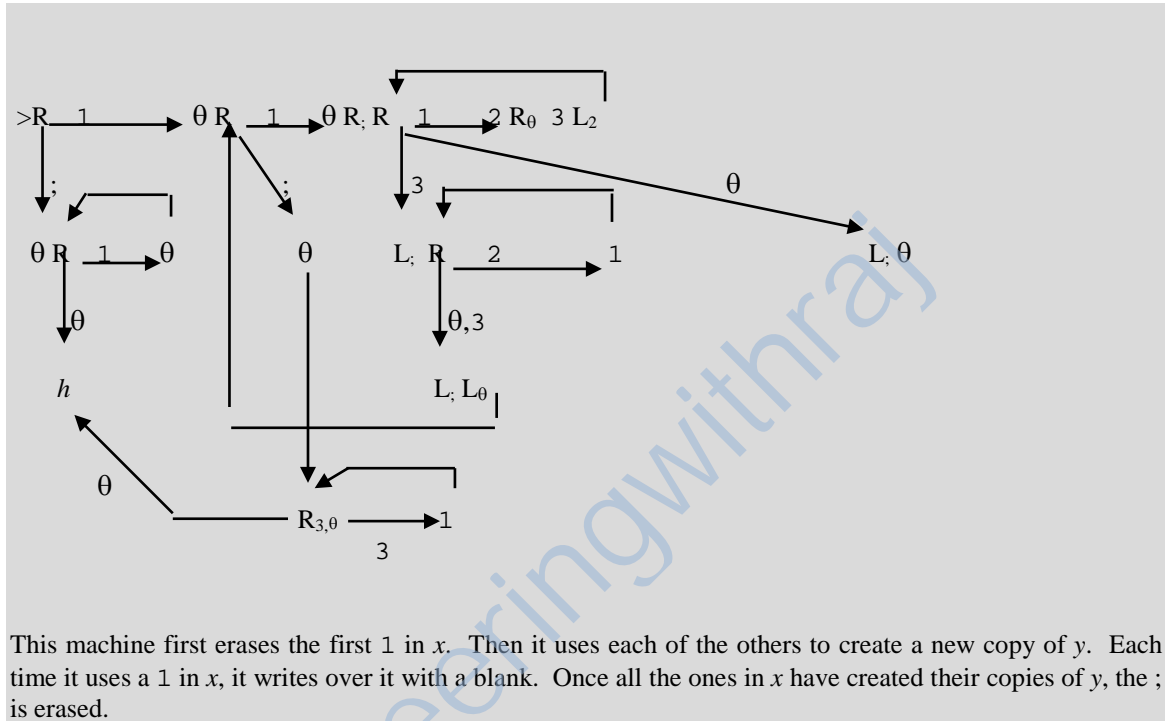 >R 1 θ R 1 θ R; R 1 2 Rθ 3 L2
; ; 3 θ
θ R 1 θ θ L; R 2 1 L; θ
θ θ,3
h L; Lθ
θ
R3,θ 1
3
This machine first erases the first 1 in x. Then it uses each of the others to create a new copy of y. Each
time it uses a 1 in x, it writes over it with a blank. Once all the ones in x have created their copies of y, the ;
is erased.
eeringwithraj